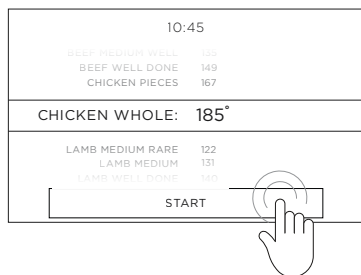 10:45
BEEF MEDIUM WELL 135
BEEF WELL DONE 149
CHICKEN PIECES 167
CHICKEN WHOLE: 185°
LAMB MEDIUM RARE 122
LAMB MEDIUM 131
LAMB WELL DONE 140
START